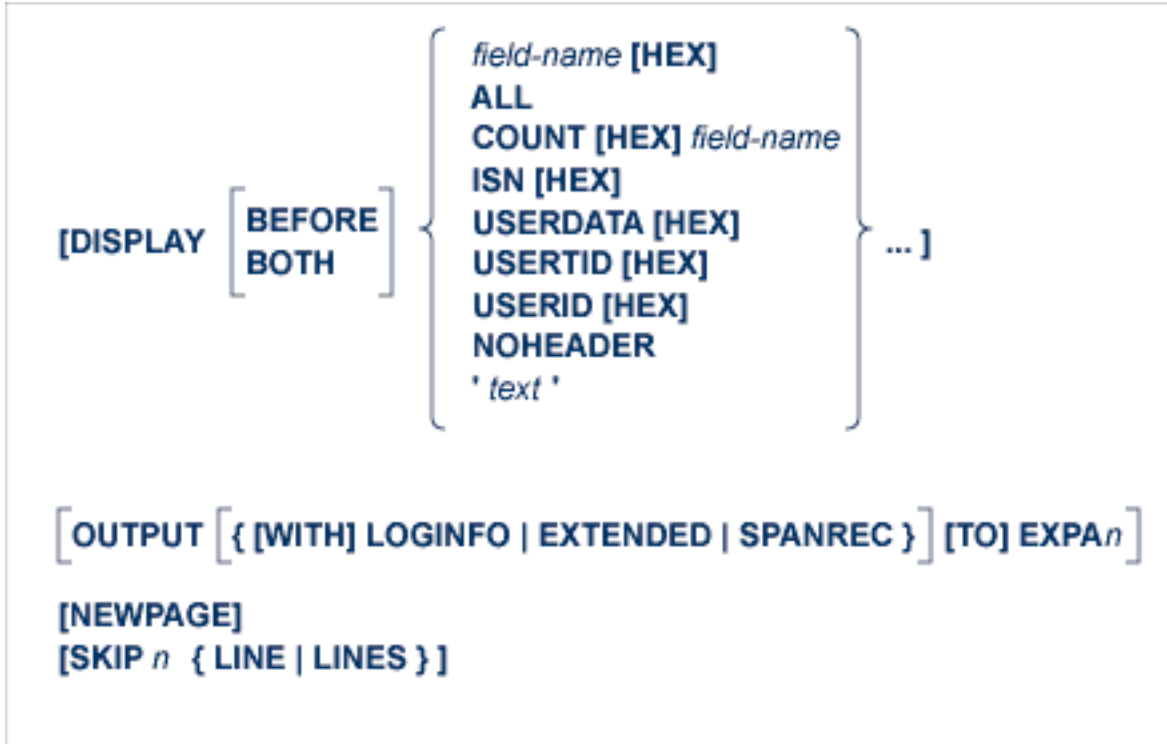 field-name [HEX]
ALL
COUNT [HEX] field-name
ISN [HEX]
[DISPLAY [BEFORE BOTH] USERDATA [HEX] ... ]
USERTID [HEX]
USERID [HEX]
NOHEADER
' text '
[OUTPUT [{ [WITH] LOGINFO | EXTENDED | SPANREC }] [TO] EXPAn]
[NEWPAGE]
[SKIP n { LINE | LINES } ]